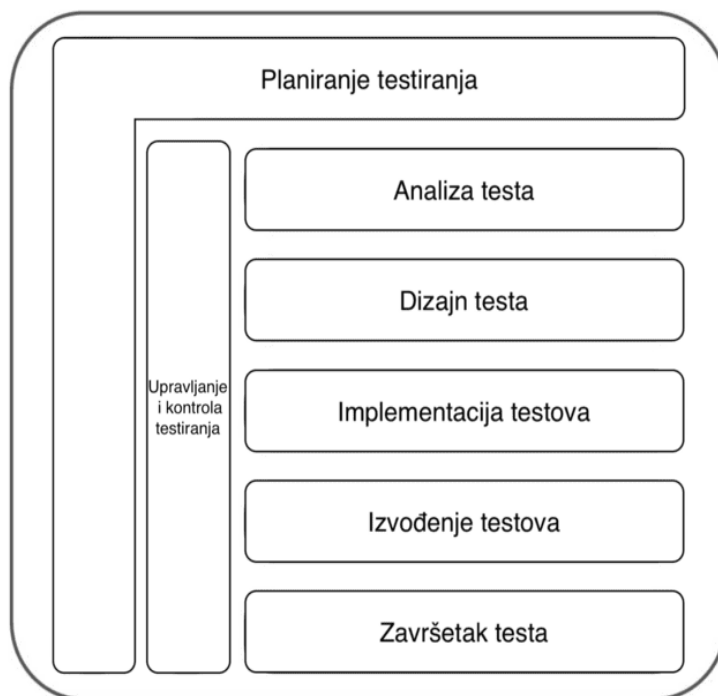 Planiranje testiranja
Analiza testa
Dizajn testa
Upravljanje
i kontrola
testiranja
Implementacija testova
Izvođenje testova
Završetak testa